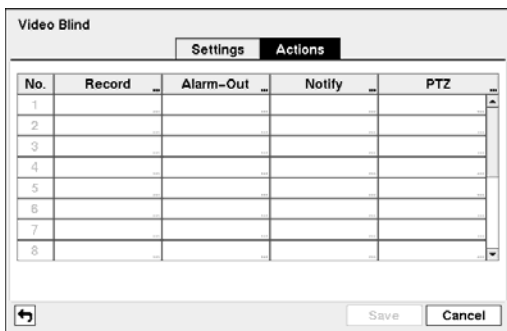 Video Blind
Settings Actions
No. Record ... Alarm-Out ... Notify ... PTZ ...
1 ... ... ... ...
2 ... ... ... ...
3 ... ... ... ...
4 ... ... ... ...
5 ... ... ... ...
6 ... ... ... ...
7 ... ... ... ...
8 ... ... ... ...
Save Cancel